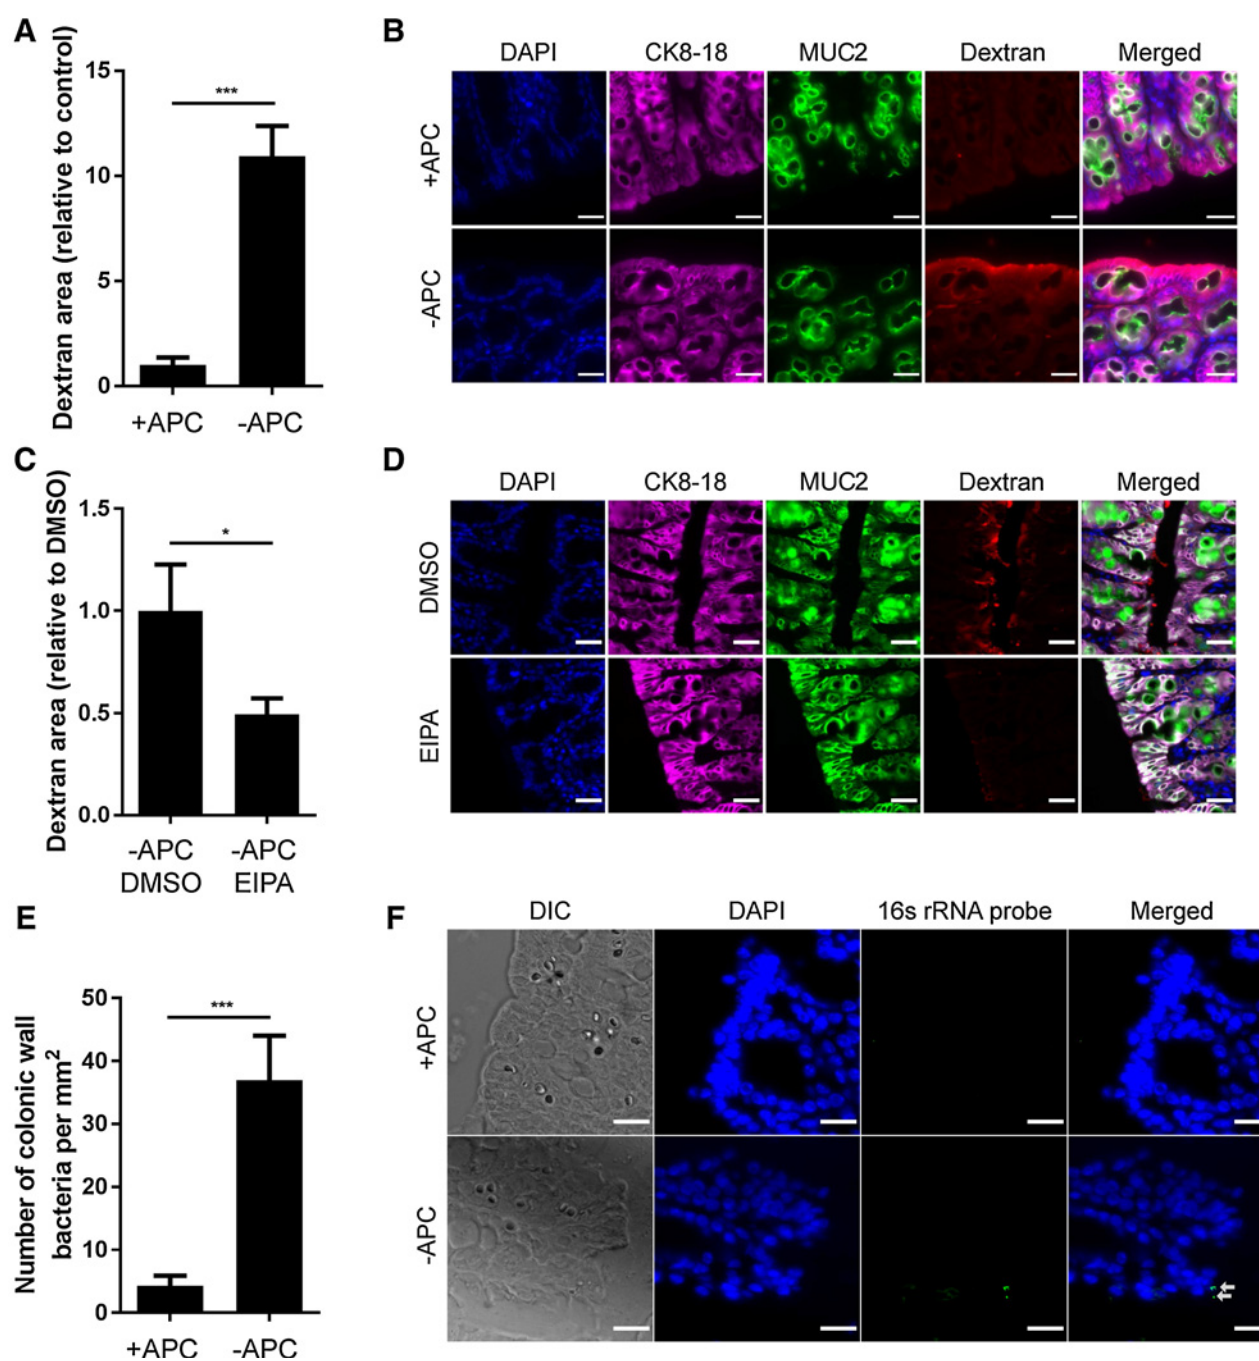 A
Dextran area (relative to control)
15
10
5
0
***
+APC
-APC
B
DAPI
CK8-18
MUC2
Dextran
Merged
+APC
-APC
C
Dextran area (relative to DMSO)
1.5
1.0
0.5
0.0
*
-APC
DMSO
-APC
EIPA
D
DAPI
CK8-18
MUC2
Dextran
Merged
DMSO
EIPA
E
Number of colonic wall
bacteria per mm²
50
40
30
20
10
0
***
+APC
-APC
F
DIC
DAPI
16s rRNA probe
Merged
+APC
-APC